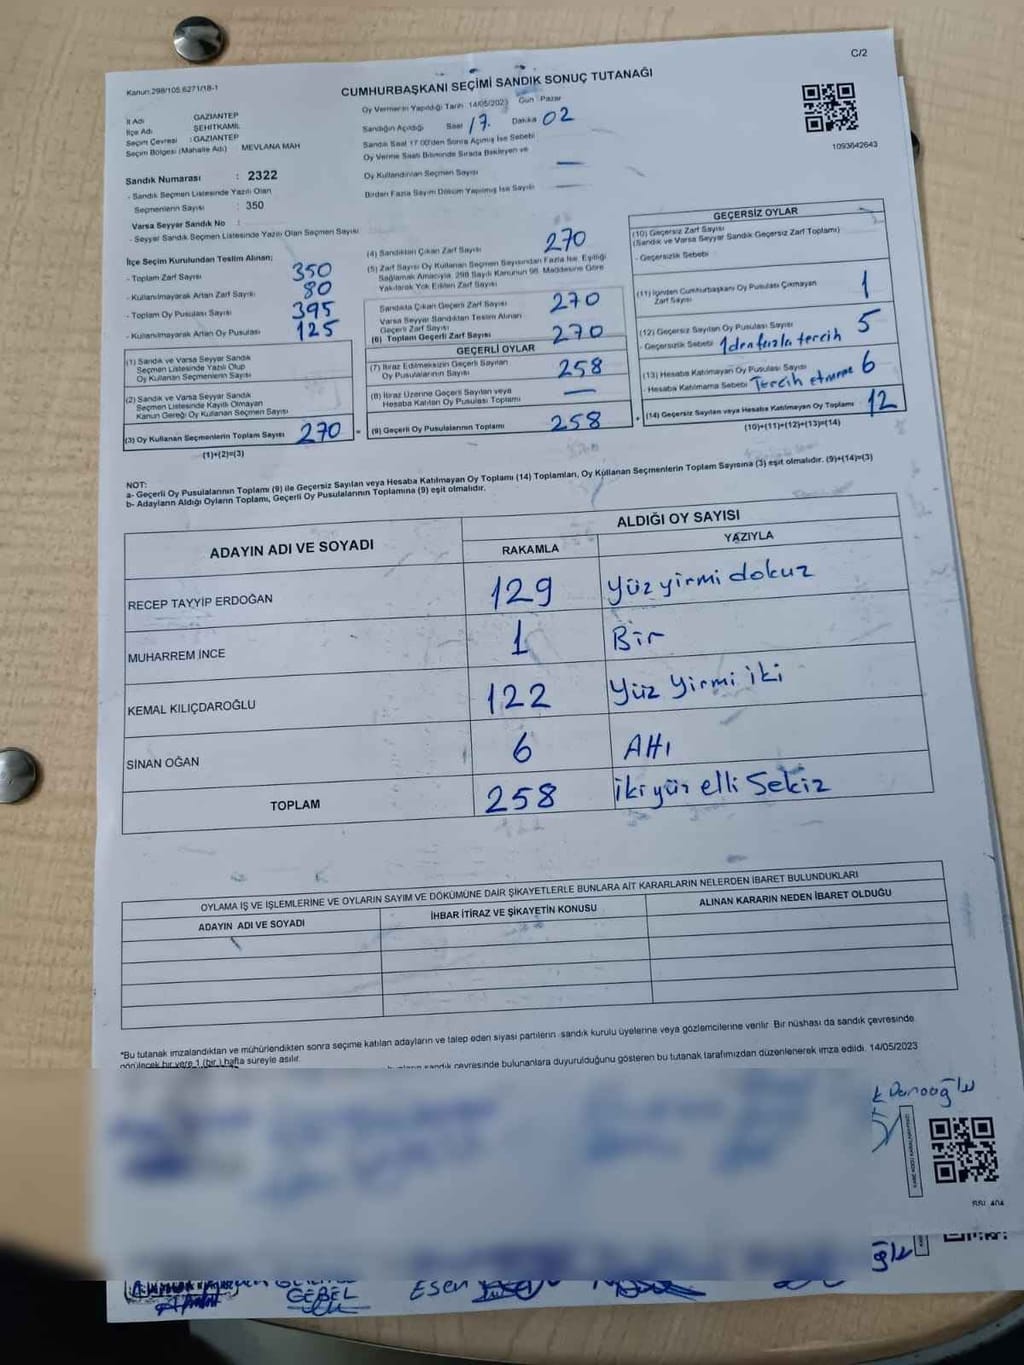 C/2
Kanun:298/105.6271/18-1
CUMHURBAŞKANI SEÇİMİ SANDIK SONUÇ TUTANAĞI
İl Adı GAZİANTEP
İlçe Adı ŞEHİTKAMİL
Seçim Çevresi : GAZİANTEP
Seçim Bölgesi (Mahalle Adı) MEVLANA MAH
Oy Vermenin Yapıldığı Tarih 14/05/2023 Gün Pazar
Sandığın Açıldığı Saat 17. Dakika 02
Sandık Saat 17.00'den Sonra Açılmış İse Sebebi
Oy Verme Saati Bitiminde Sırada Bekleyen ve
Oy Kullandırılan Seçmen Sayısı —
Birden Fazla Sayım Döküm Yapılmış İse Sayısı —
1093642643
Sandık Numarası : 2322
- Sandık Seçmen Listesinde Yazılı Olan
Seçmenlerin Sayısı : 350
Varsa Seyyar Sandık No :
- Seyyar Sandık Seçmen Listesinde Yazılı Olan Seçmen Sayısı
İlçe Seçim Kurulundan Teslim Alınan;
- Toplam Zarf Sayısı 350
- Kullanılmayarak Artan Zarf Sayısı 80
- Toplam Oy Pusulası Sayısı 395
- Kullanılmayarak Artan Oy Pusulası 125
(1) Sandık ve Varsa Seyyar Sandık
Seçmen Listesinde Yazılı Olup
Oy Kullanan Seçmenlerin Sayısı
(2) Sandık ve Varsa Seyyar Sandık
Seçmen Listesinde Kayıtlı Olmayan
Kanun Gereği Oy Kullanan Seçmen Sayısı
(3) Oy Kullanan Seçmenlerin Toplam Sayısı 270
(1)+(2)=(3)
(4) Sandıktan Çıkan Zarf Sayısı 270
(5) Zarf Sayısı Oy Kullanan Seçmen Sayısından Fazla İse, Eşitliği
Sağlamak Amacıyla, 298 Sayılı Kanunun 98. Maddesine Göre
Yakılarak Yok Edilen Zarf Sayısı
Sandıkta Çıkan Geçerli Zarf Sayısı 270
Varsa Seyyar Sandıktan Teslim Alınan
Geçerli Zarf Sayısı
(6) Toplam Geçerli Zarf Sayısı 270
GEÇERLİ OYLAR
(7) İtiraz Edilmeksizin Geçerli Sayılan
Oy Pusulalarının Sayısı 258
(8) İtiraz Üzerine Geçerli Sayılan veya
Hesaba Katılan Oy Pusulası Toplamı —
(9) Geçerli Oy Pusulalarının Toplamı 258
GEÇERSİZ OYLAR
(10) Geçersiz Zarf Sayısı
(Sandık ve Varsa Seyyar Sandık Geçersiz Zarf Toplamı)
- Geçersizlik Sebebi
(11) İçinden Cumhurbaşkanı Oy Pusulası Çıkmayan
Zarf Sayısı 1
(12) Geçersiz Sayılan Oy Pusulası Sayısı 5
- Geçersizlik Sebebi 1den fazla tercih
(13) Hesaba Katılmayan Oy Pusulası Sayısı 6
- Hesaba Katılmama Sebebi Tercih etmeme
(14) Geçersiz Sayılan veya Hesaba Katılmayan Oy Toplamı 12
(10)+(11)+(12)+(13)=(14)
NOT:
a- Geçerli Oy Pusulalarının Toplamı (9) ile Geçersiz Sayılan veya Hesaba Katılmayan Oy Toplamı (14) Toplamları, Oy Kullanan Seçmenlerin Toplam Sayısına (3) eşit olmalıdır. (9)+(14)=(3)
b- Adayların Aldığı Oyların Toplamı, Geçerli Oy Pusulalarının Toplamına (9) eşit olmalıdır.
ADAYIN ADI VE SOYADI ALDIĞI OY SAYISI
RAKAMLA YAZIYLA
RECEP TAYYİP ERDOĞAN 129 Yüz yirmi dokuz
MUHARREM İNCE 1 Bir
KEMAL KILIÇDAROĞLU 122 Yüz Yirmi iki
SİNAN OĞAN 6 Altı
TOPLAM 258 iki yüz elli Sekiz
OYLAMA İŞ VE İŞLEMLERİNE VE OYLARIN SAYIM VE DÖKÜMÜNE DAİR ŞİKAYETLERLE BUNLARA AİT KARARLARIN NELERDEN İBARET BULUNDUKLARI
ADAYIN ADI VE SOYADI İHBAR İTİRAZ VE ŞİKAYETİN KONUSU ALINAN KARARIN NEDEN İBARET OLDUĞU
*Bu tutanak imzalandıktan ve mühürlendikten sonra seçime katılan adayların ve talep eden siyasi partilerin sandık kurulu üyelerine veya gözlemcilerine verilir. Bir nüshası da sandık çevresinde
görülecek bir yere 1 (bir) hafta süreyle asılır.
sandık çevresinde bulunanlara duyurulduğunu gösteren bu tutanak tarafımızdan düzenlenerek imza edildi. 14/05/2023
GEBEL
Esen